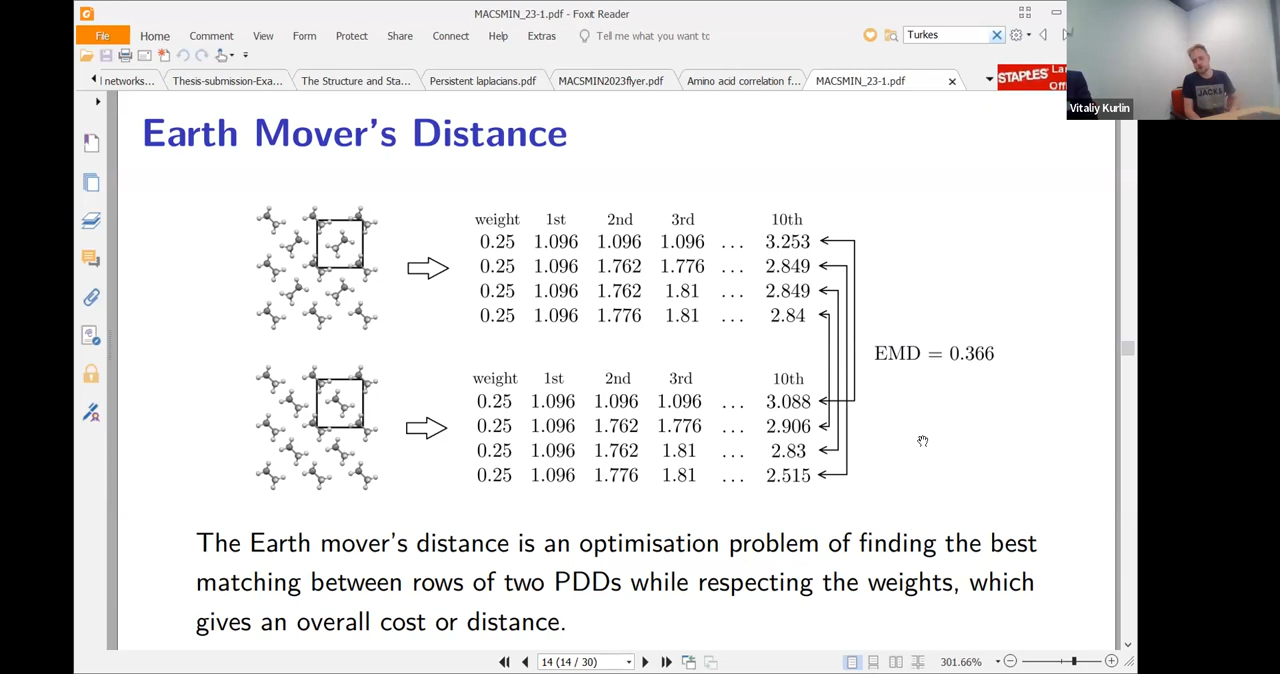 MACSMIN_23-1.pdf - Foxit Reader
File Home Comment View Form Protect Share Connect Help Extras Tell me what you want tc Turkes
I networks... Thesis-submission-Exa... The Structure and Sta... Persistent laplacians.pdf MACSMIN2023flyer.pdf Amino acid correlation f... MACSMIN_23-1.pdf STAPLES La
Off
JACKS
Vitaliy Kurlin
Earth Mover's Distance
weight 1st 2nd 3rd 10th
0.25 1.096 1.096 1.096 ... 3.253
0.25 1.096 1.762 1.776 ... 2.849
0.25 1.096 1.762 1.81 ... 2.849
0.25 1.096 1.776 1.81 ... 2.84
EMD = 0.366
weight 1st 2nd 3rd 10th
0.25 1.096 1.096 1.096 ... 3.088
0.25 1.096 1.762 1.776 ... 2.906
0.25 1.096 1.762 1.81 ... 2.83
0.25 1.096 1.776 1.81 ... 2.515
The Earth mover's distance is an optimisation problem of finding the best
matching between rows of two PDDs while respecting the weights, which
gives an overall cost or distance.
14 (14 / 30) 301.66%